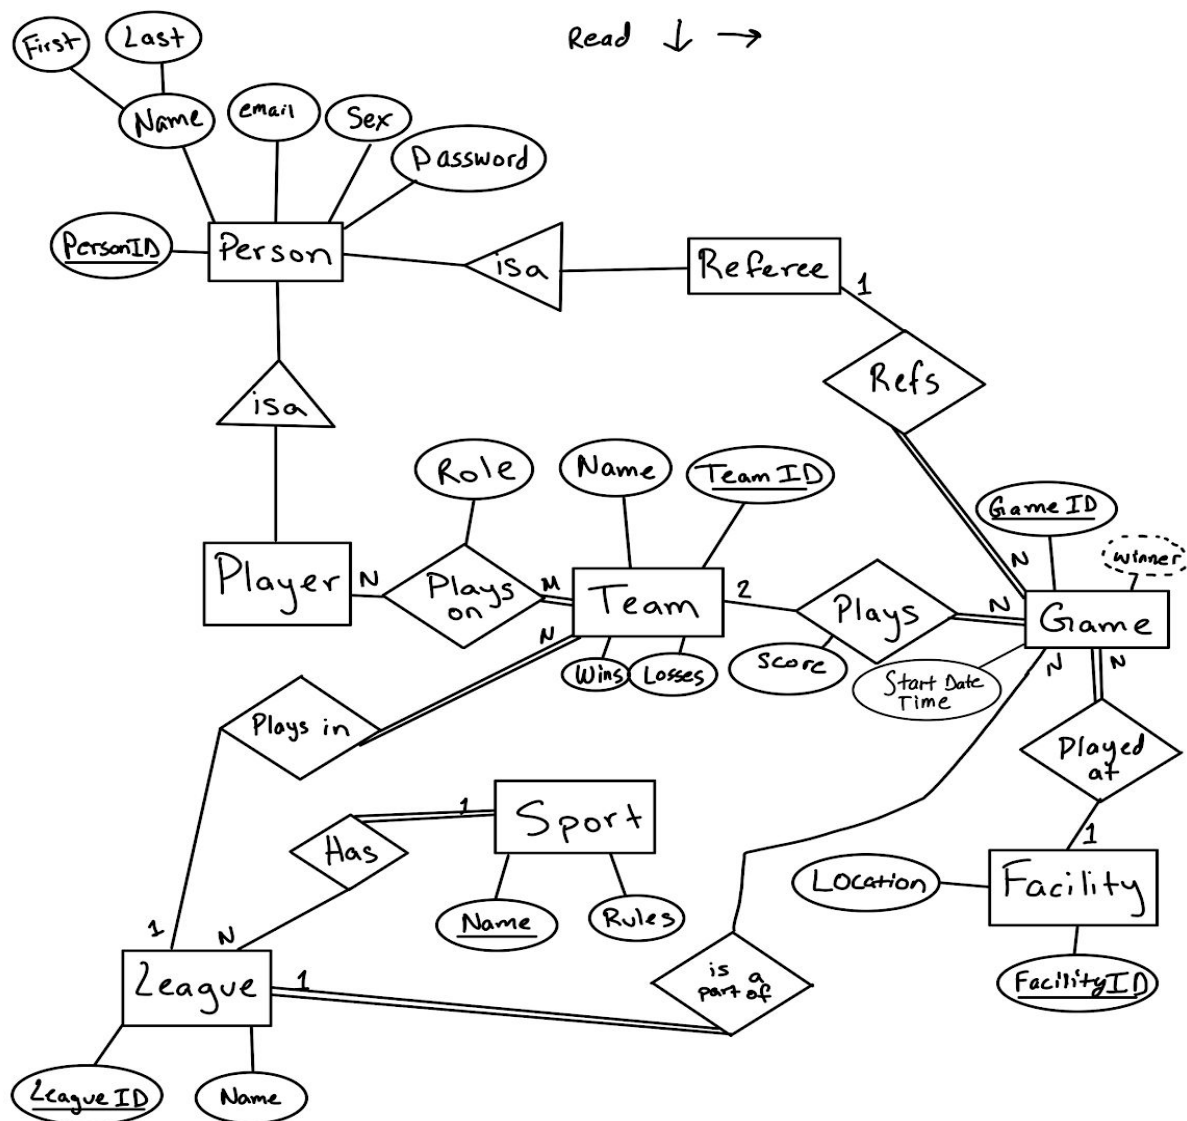 Read ↓ →
First
Last
Name
email
Sex
Password
PersonID
Person
isa
Referee
1
Refs
isa
Role
Name
Team ID
Game ID
N
winner
Player
N
Plays
on
M
Team
2
Plays
N
Game
N
Wins
Losses
Score
Start Date
Time
N
N
Plays in
Played
at
1
Sport
Has
1
Location
Facility
Name
Rules
1
N
League
1
is a
part of
FacilityID
League ID
Name